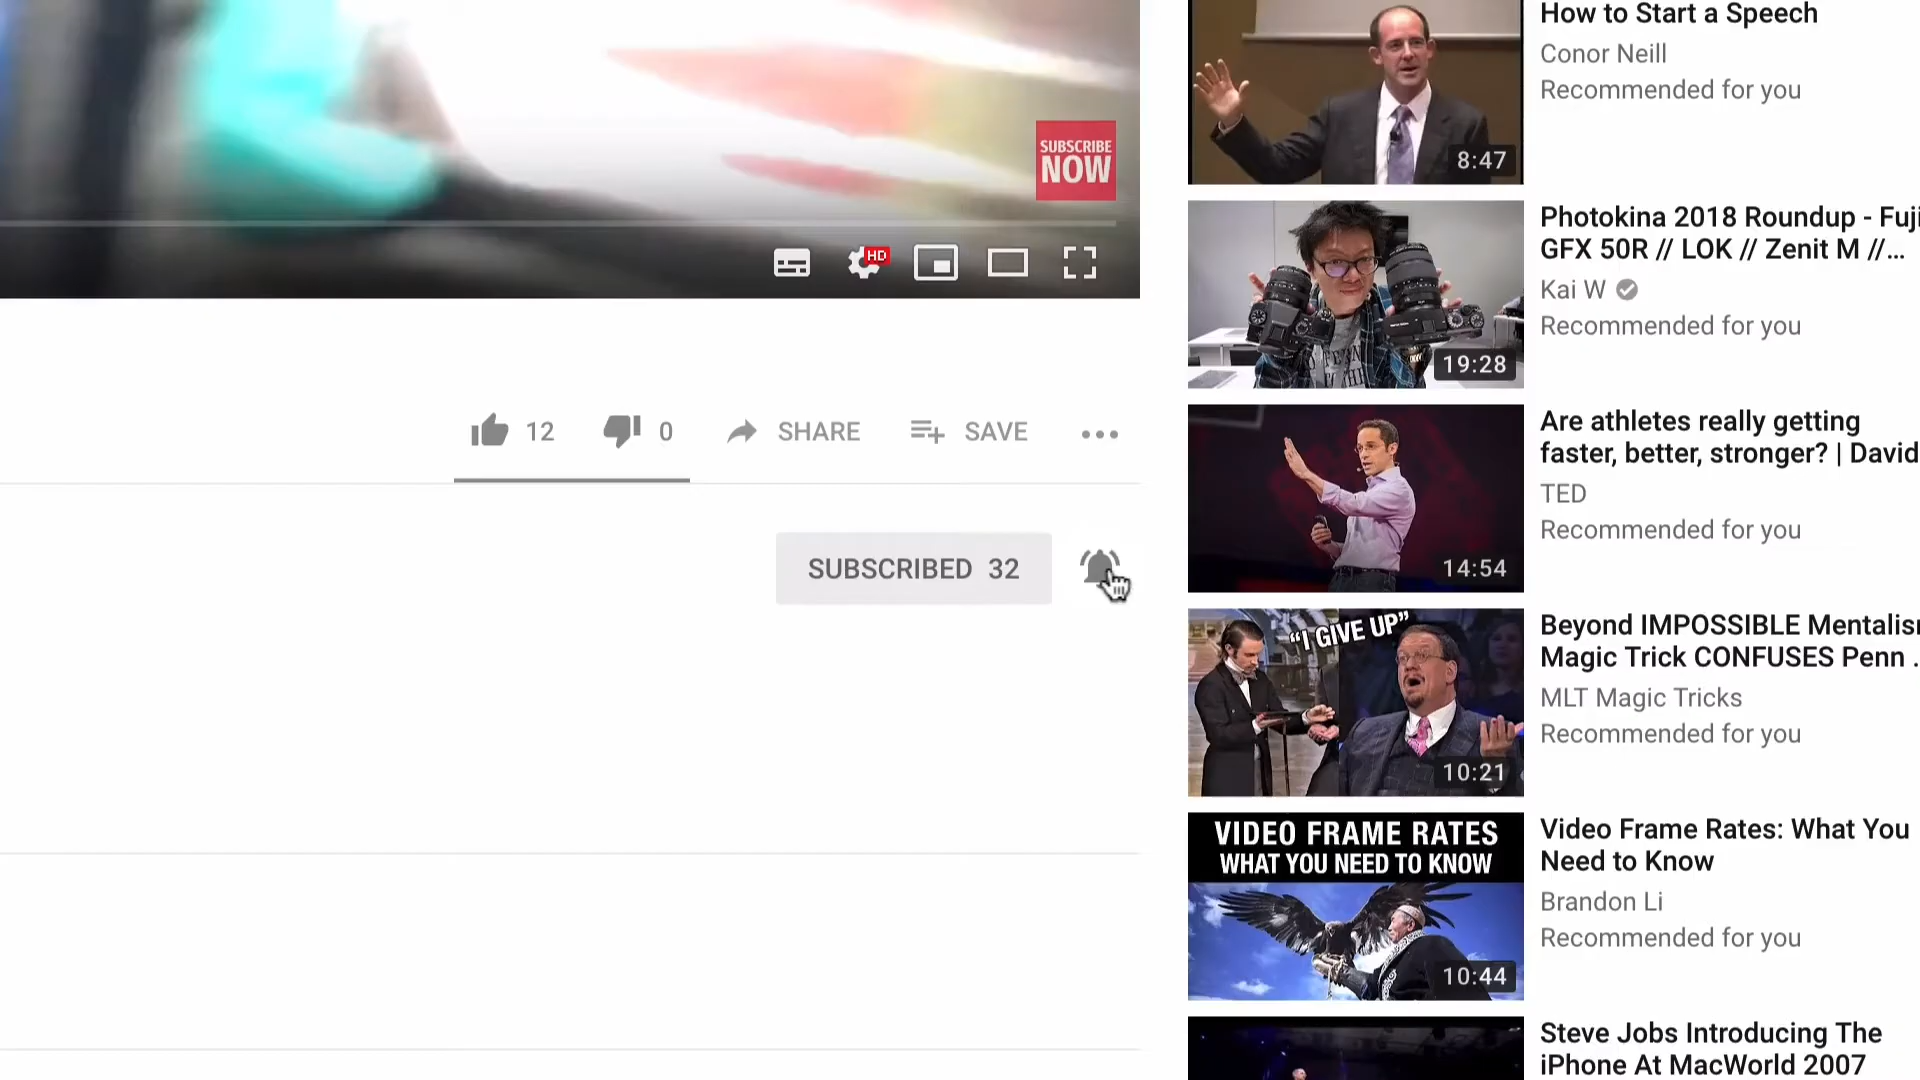 SUBSCRIBE
NOW
HD
12
0
SHARE
SAVE
SUBSCRIBED 32
How to Start a Speech
Conor Neill
Recommended for you
8:47
Photokina 2018 Roundup - Fuji
GFX 50R // LOK // Zenit M //...
Kai W
Recommended for you
19:28
Are athletes really getting
faster, better, stronger? | David
TED
Recommended for you
14:54
"I GIVE UP"
Beyond IMPOSSIBLE
Magic Trick CONFUSES Penn
MLT Magic Tricks
Recommended for you
10:21
VIDEO FRAME RATES
WHAT YOU NEED TO KNOW
Video Frame Rates: What You
Need to Know
Brandon Li
Recommended for you
10:44
Steve Jobs Introducing The
iPhone At MacWorld 2007